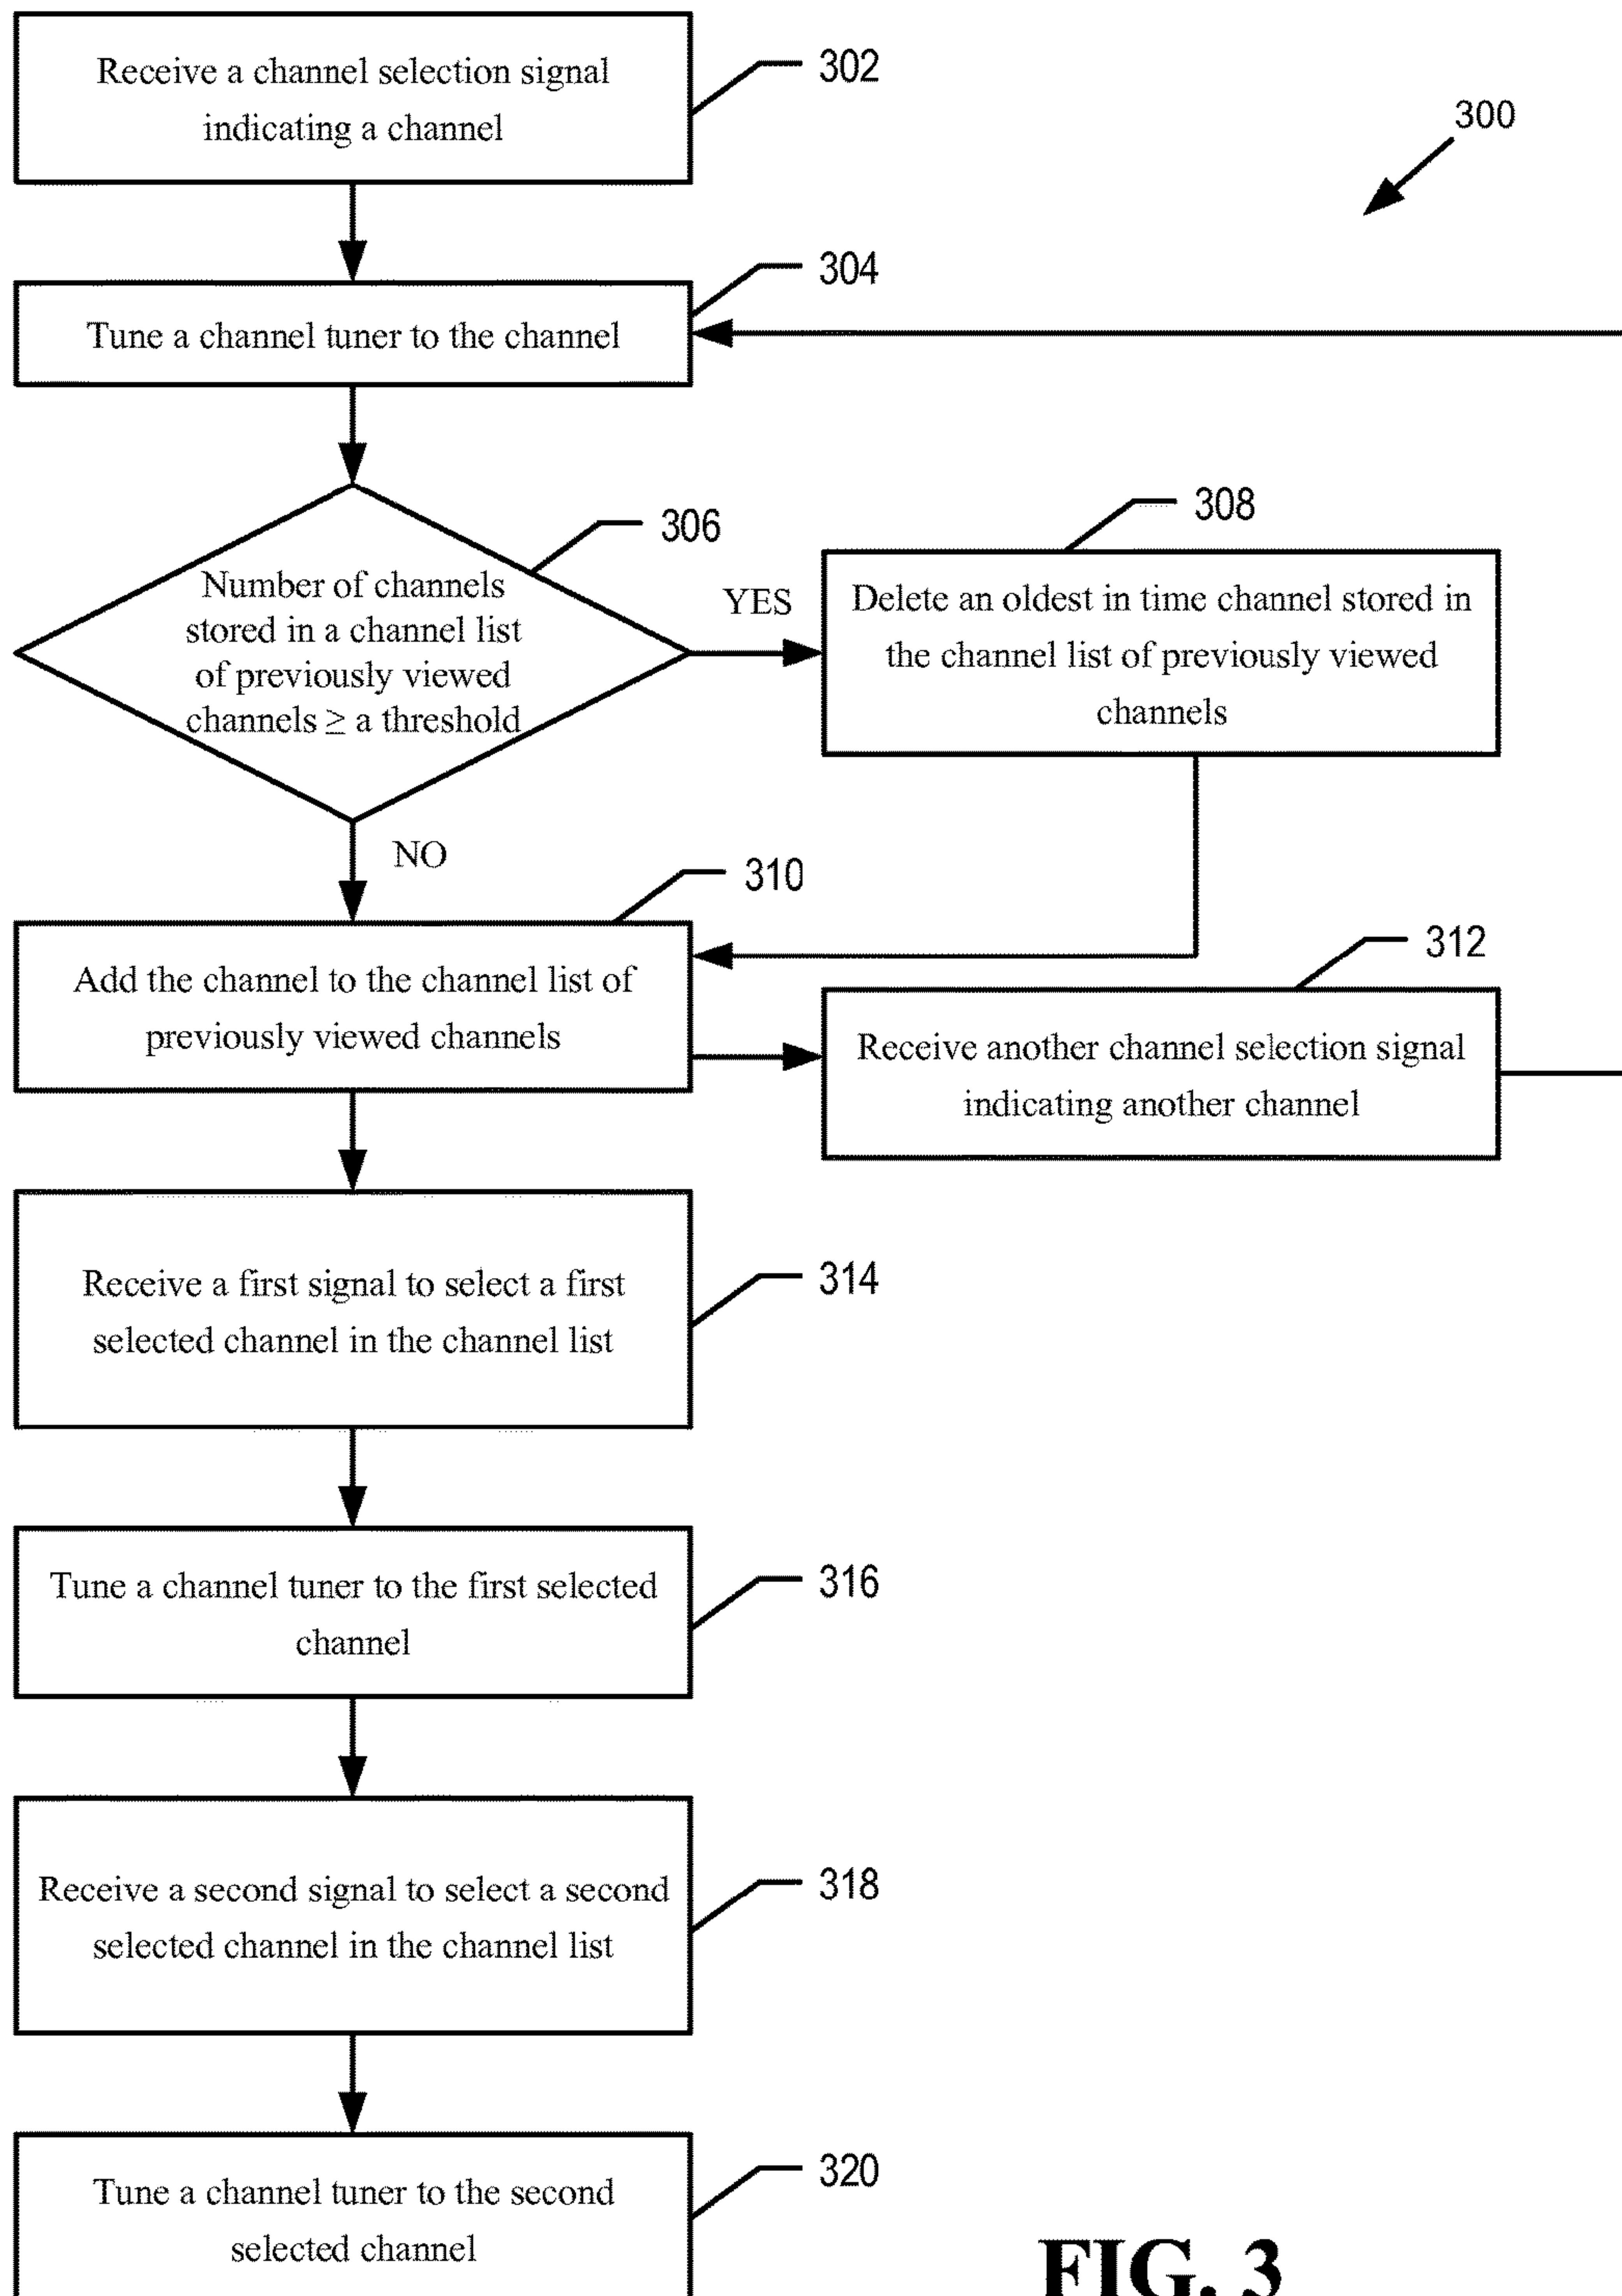 Receive a channel selection signal
indicating a channel
302
300
304
Tune a channel tuner to the channel
306
Number of channels
stored in a channel list
of previously viewed
channels ≥ a threshold
YES
308
Delete an oldest in time channel stored in
the channel list of previously viewed
channels
NO
310
Add the channel to the channel list of
previously viewed channels
312
Receive another channel selection signal
indicating another channel
Receive a first signal to select a first
selected channel in the channel list
314
Tune a channel tuner to the first selected
channel
316
Receive a second signal to select a second
selected channel in the channel list
318
Tune a channel tuner to the second
selected channel
320
FIG. 3